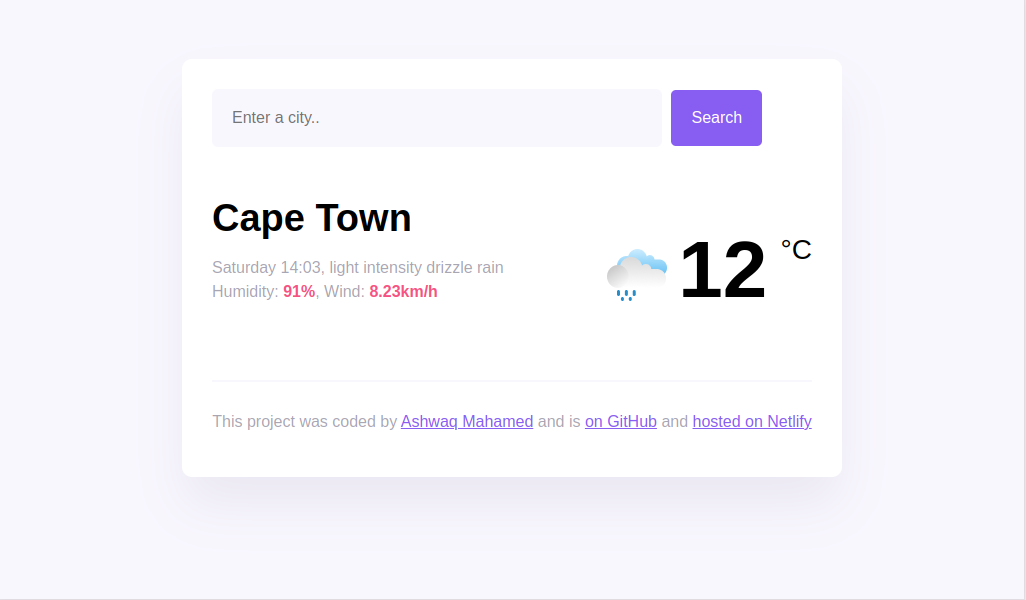 Enter a city..
Search
Cape Town
Saturday 14:03, light intensity drizzle rain
Humidity: 91%, Wind: 8.23km/h
12 °C
This project was coded by Ashwaq Mahamed and is on GitHub and hosted on Netlify